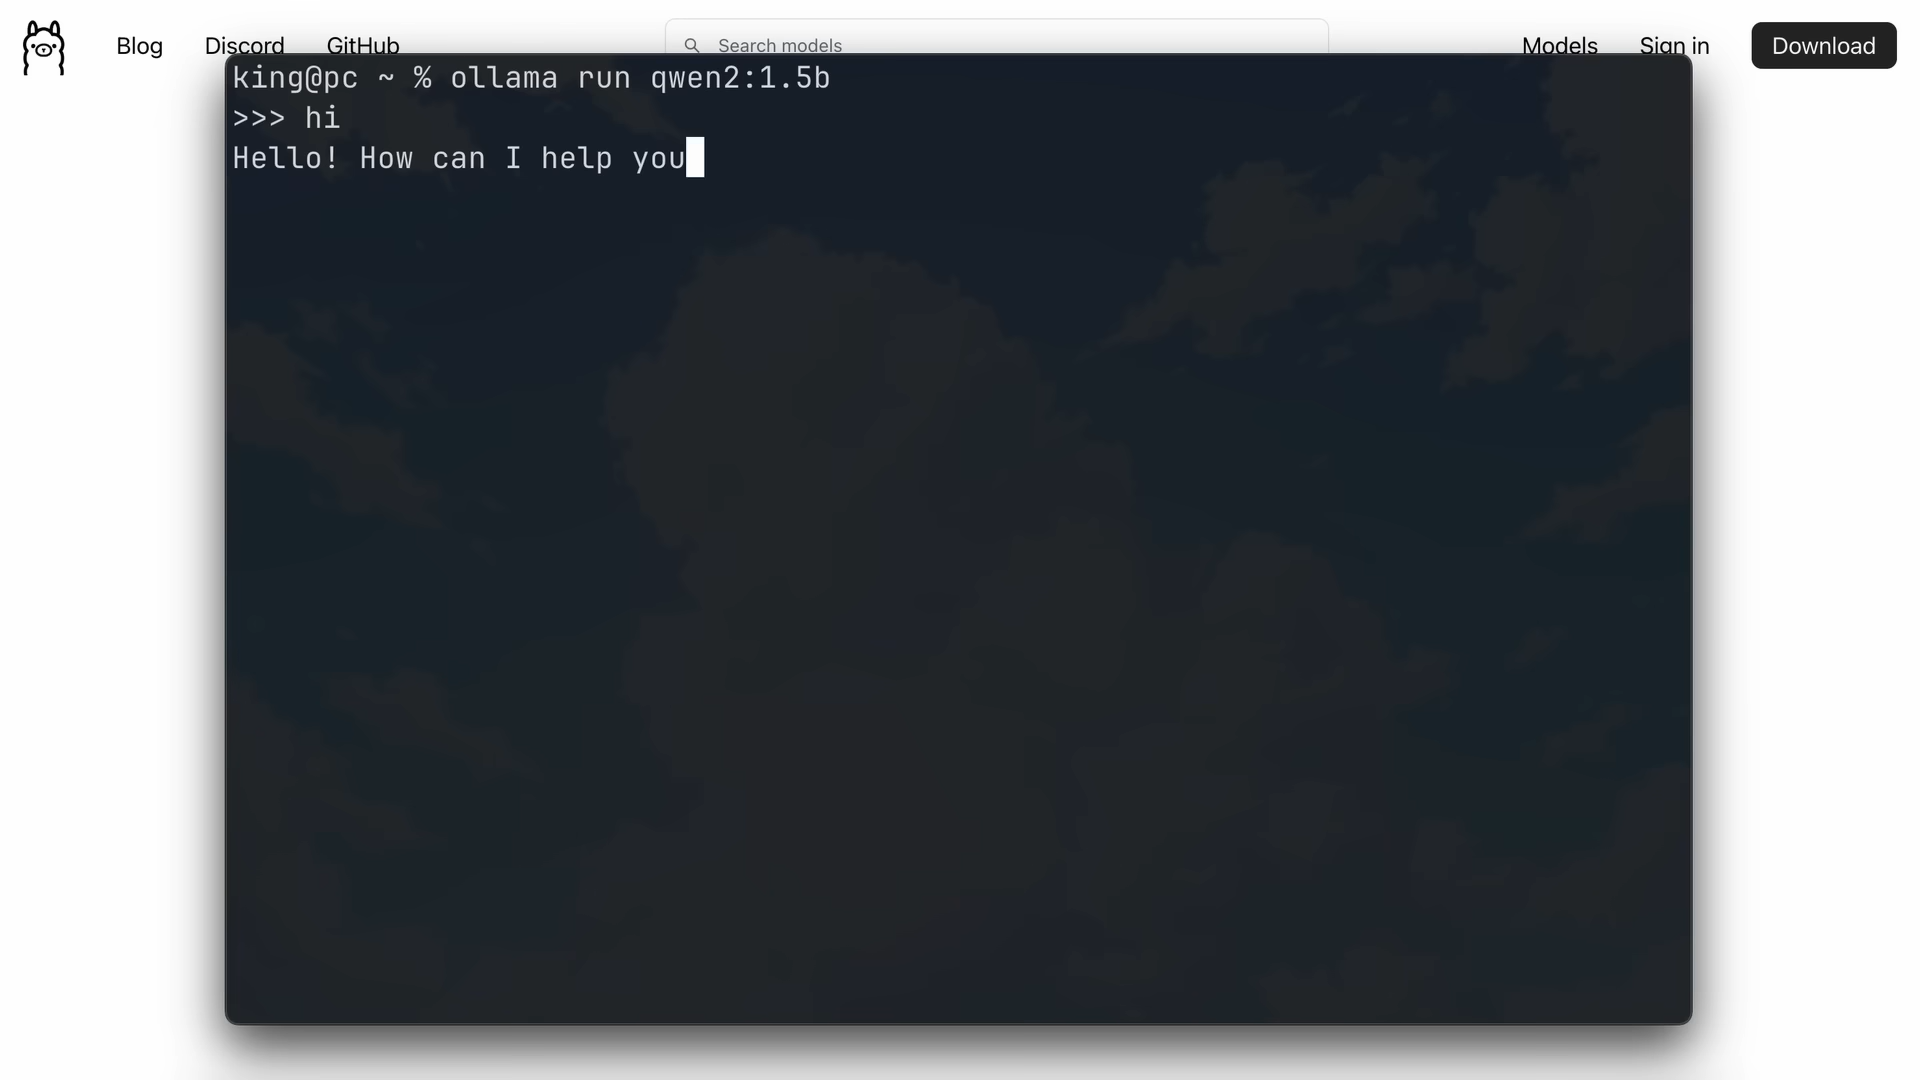 Blog Discord GitHub Search models Models Sign in Download
king@pc ~ % ollama run qwen2:1.5b
>>> hi
Hello! How can I help you